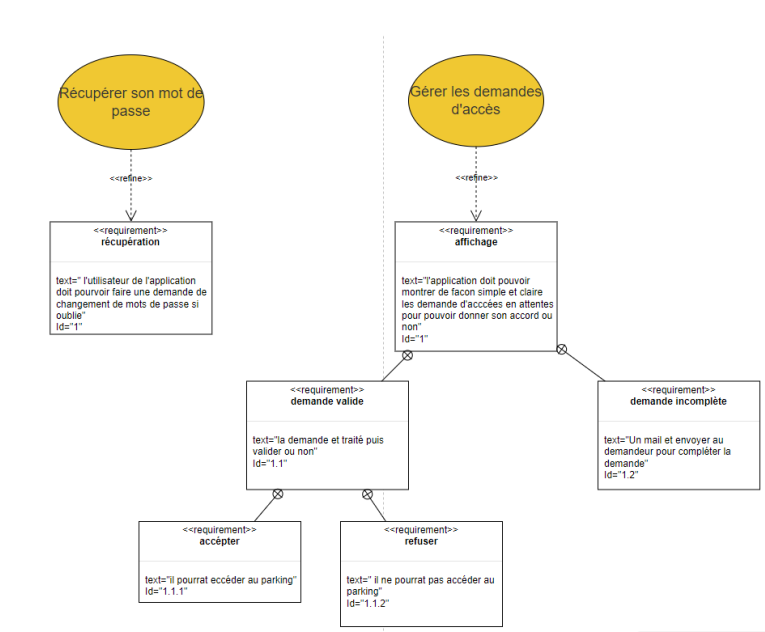 Récupérer son mot de
passe
Gérer les demandes
d'accès
<<refine>>
<<refine>>
<<requirement>>
récupération
text=" l'utilisateur de l'application
doit pourvoir faire une demande de
changement de mots de passe si
oublie"
Id="1"
<<requirement>>
affichage
text="l'application doit pouvoir
montrer de facon simple et claire
les demande d'acccées en attentes
pour pouvoir donner son accord ou
non"
Id="1"
<<requirement>>
demande valide
text="la demande et traité puis
valider ou non"
Id="1.1"
<<requirement>>
demande incomplète
text="Un mail et envoyer au
demandeur pour compléter la
demande"
Id="1.2"
<<requirement>>
accépter
text="il pourrat eccéder au parking"
Id="1.1.1"
<<requirement>>
refuser
text=" il ne pourrat pas accéder au
parking"
Id="1.1.2"